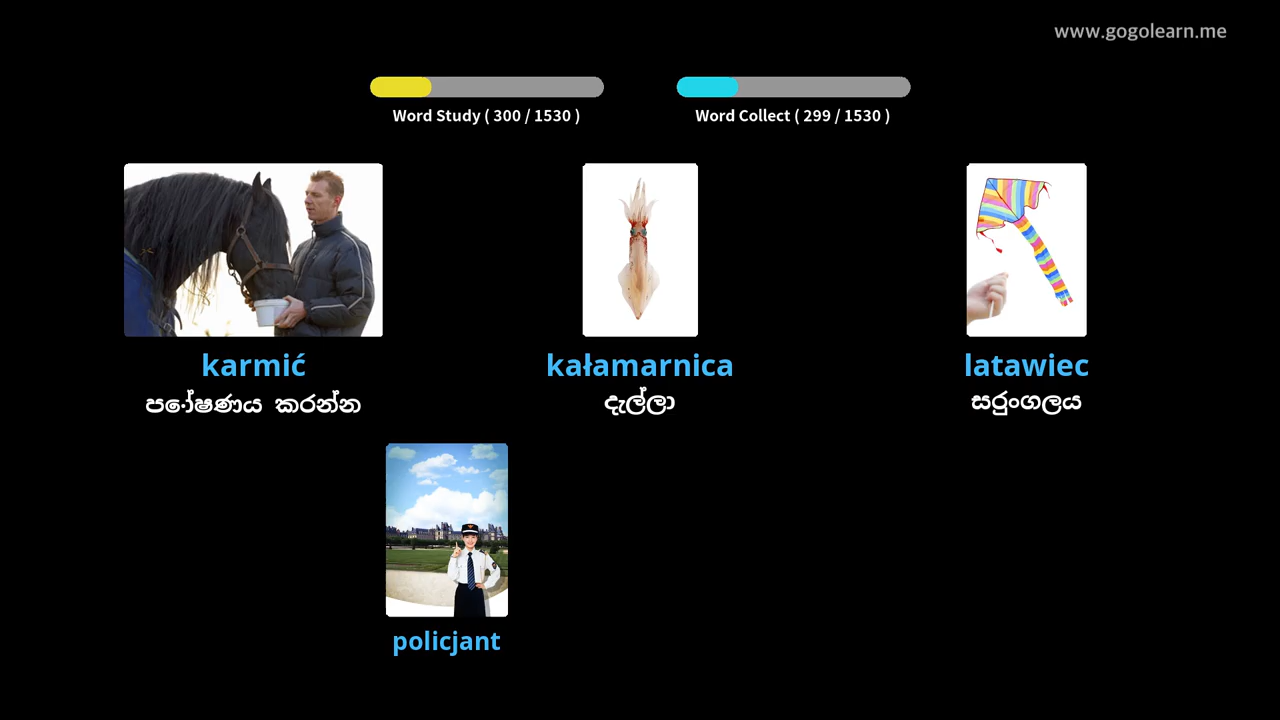 www.gogolearn.me
Word Study ( 300 / 1530 )
Word Collect ( 299 / 1530 )
karmić
kałamarnica
latawiec
පෝෂණය කරන්න
දැල්ලා
සරුංගලය
policjant